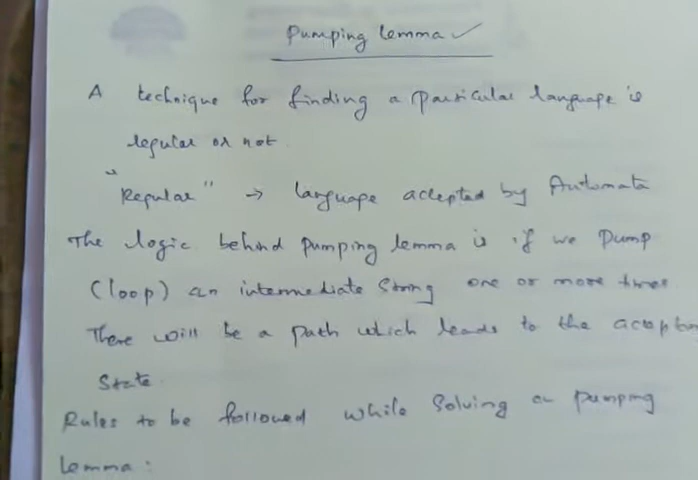 Pumping lemma ✓
A technique for finding a particular language is
regular or not
"Regular" → language accepted by Automata
The logic behind pumping lemma is if we pump
(loop) an intermediate string one or more times
There will be a path which leads to the
state.
Rules to be followed while solving an pumping
lemma: